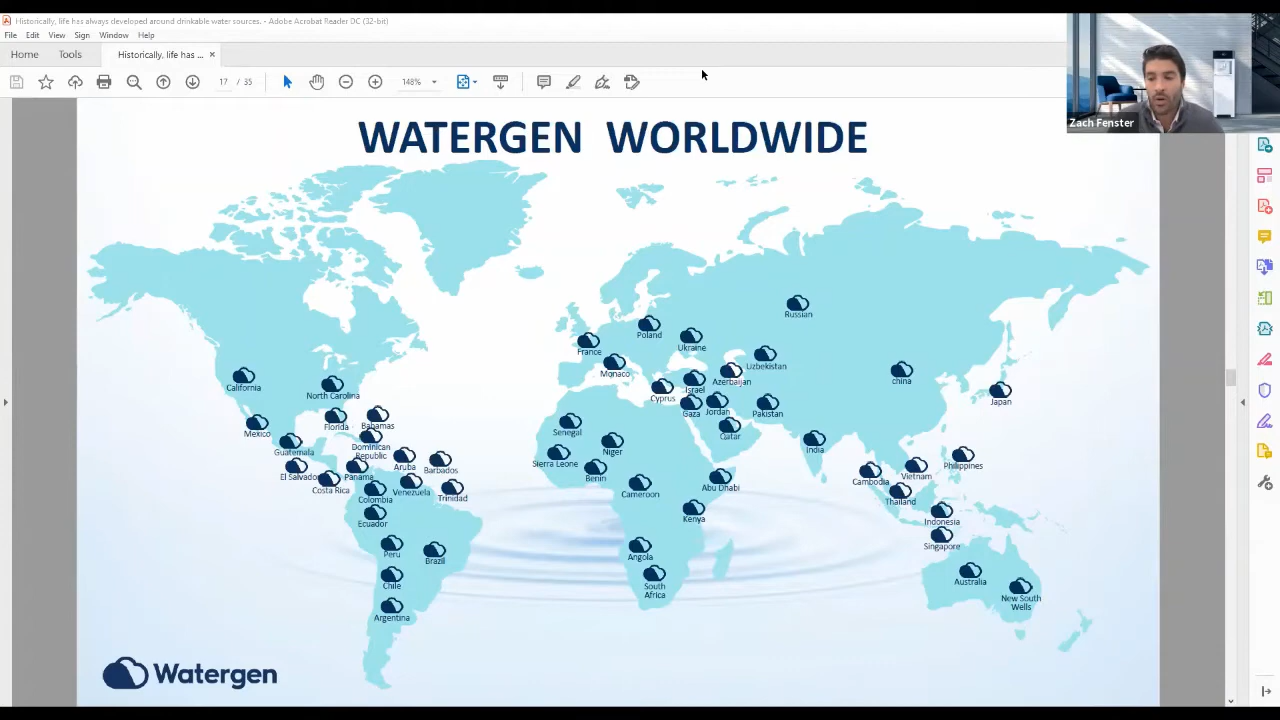 Historically, life has always developed around drinkable water sources. - Adobe Acrobat Reader DC (32-bit)
File Edit View Sign Window Help
Home Tools Historically, life has ... ×
17 / 35 148%
Zach Fenster
WATERGEN WORLDWIDE
Russian
Poland
Ukraine
France
Uzbekistan
Monaco
Azerbaijan
china
California
Israel
North Carolina
Cyprus
Japan
Gaza
Jordan
Pakistan
Florida
Bahamas
Mexico
Senegal
Qatar
Guatemala
Dominican
Republic
Niger
India
Sierra Leone
Aruba
Barbados
Philippines
El Salvador
Panama
Benin
Abu Dhabi
Cambodia
Vietnam
Costa Rica
Venezuela
Trinidad
Cameroon
Colombia
Thailand
Ecuador
Kenya
Indonesia
Peru
Brazil
Angola
Singapore
Chile
South
Africa
Australia
New South
Wells
Argentina
Watergen